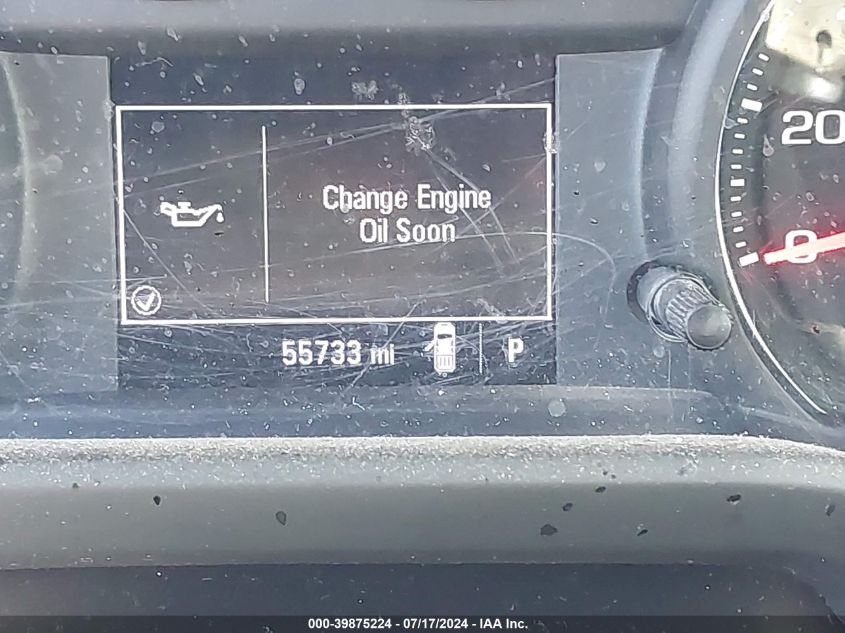 20
Change Engine
Oil Soon
0
55733 mi P
000-39875224 - 07/17/2024 - IAA Inc.